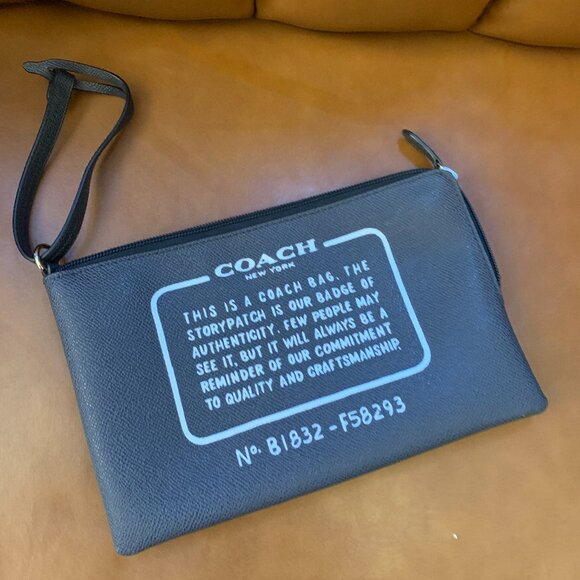 COACH
NEW YORK
THIS IS A COACH BAG. THE
STORYPATCH IS OUR BADGE OF
AUTHENTICITY. FEW PEOPLE MAY
SEE IT, BUT IT WILL ALWAYS BE A
REMINDER OF OUR COMMITMENT
TO QUALITY AND CRAFTSMANSHIP.
No. B1832 - F58293